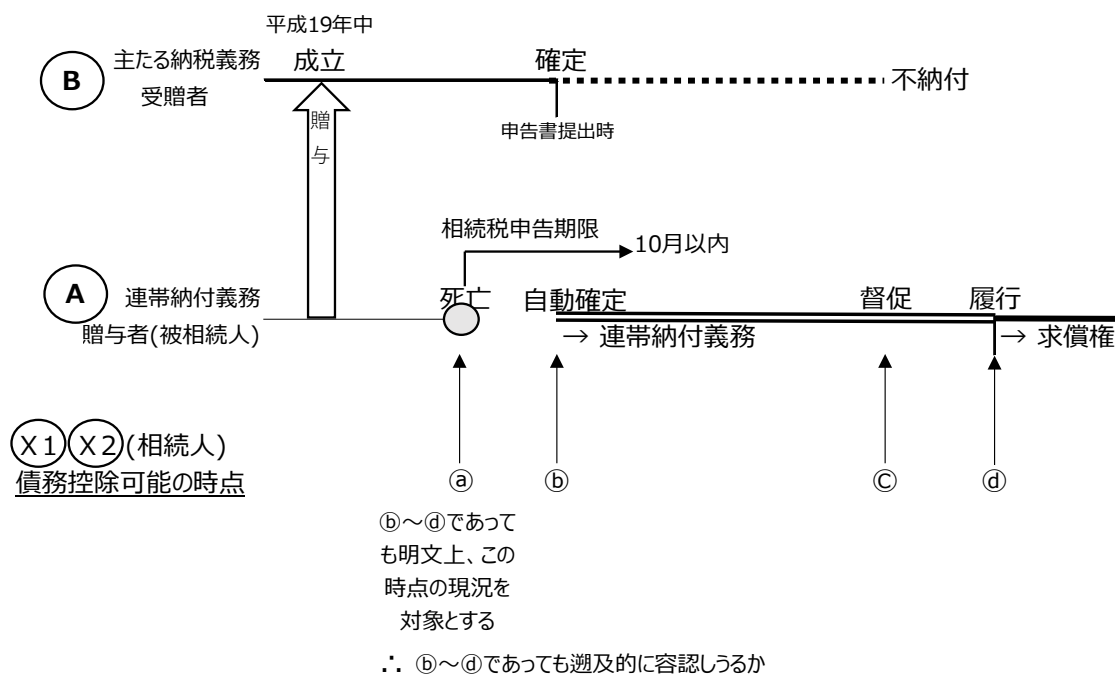 平成19年中
B
主たる納税義務
受贈者
成立
確定
不納付
申告書提出時
贈
与
相続税申告期限
10月以内
A
連帯納付義務
贈与者(被相続人)
死亡
自動確定
→ 連帯納付義務
督促
履行
→ 求償権
X1 X2 (相続人)
債務控除可能の時点
ⓐ
ⓑ
Ⓒ
ⓓ
ⓑ～ⓓであって
も明文上、この
時点の現況を
対象とする
∴ ⓑ～ⓓであっても遡及的に容認しうるか